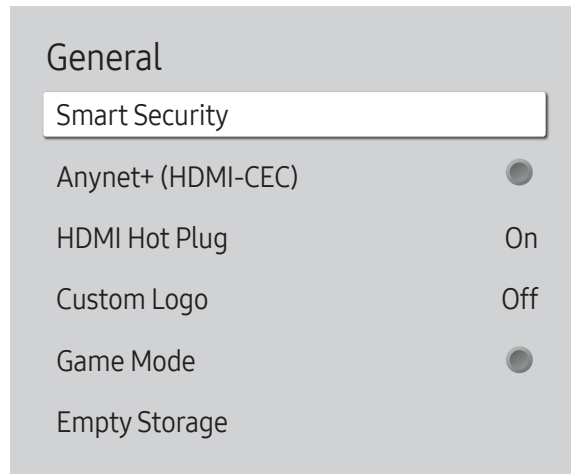 General
Smart Security
Anynet+ (HDMI-CEC)
HDMI Hot Plug On
Custom Logo Off
Game Mode
Empty Storage